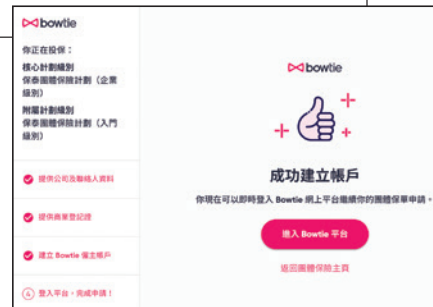 bowtie
你正在投保：
核心計劃級別
保泰團體保險計劃（企業
級別）
附屬計劃級別
保泰團體保險計劃（入門
級別）
提供公司及聯絡人資料
提供商業登記證
建立 Bowtie 僱主帳戶
4 登入平台，完成申請！
bowtie
成功建立帳戶
你現在可以即時登入 Bowtie 網上平台繼續你的團體保單申請。
進入 Bowtie 平台
返回團體保險主頁